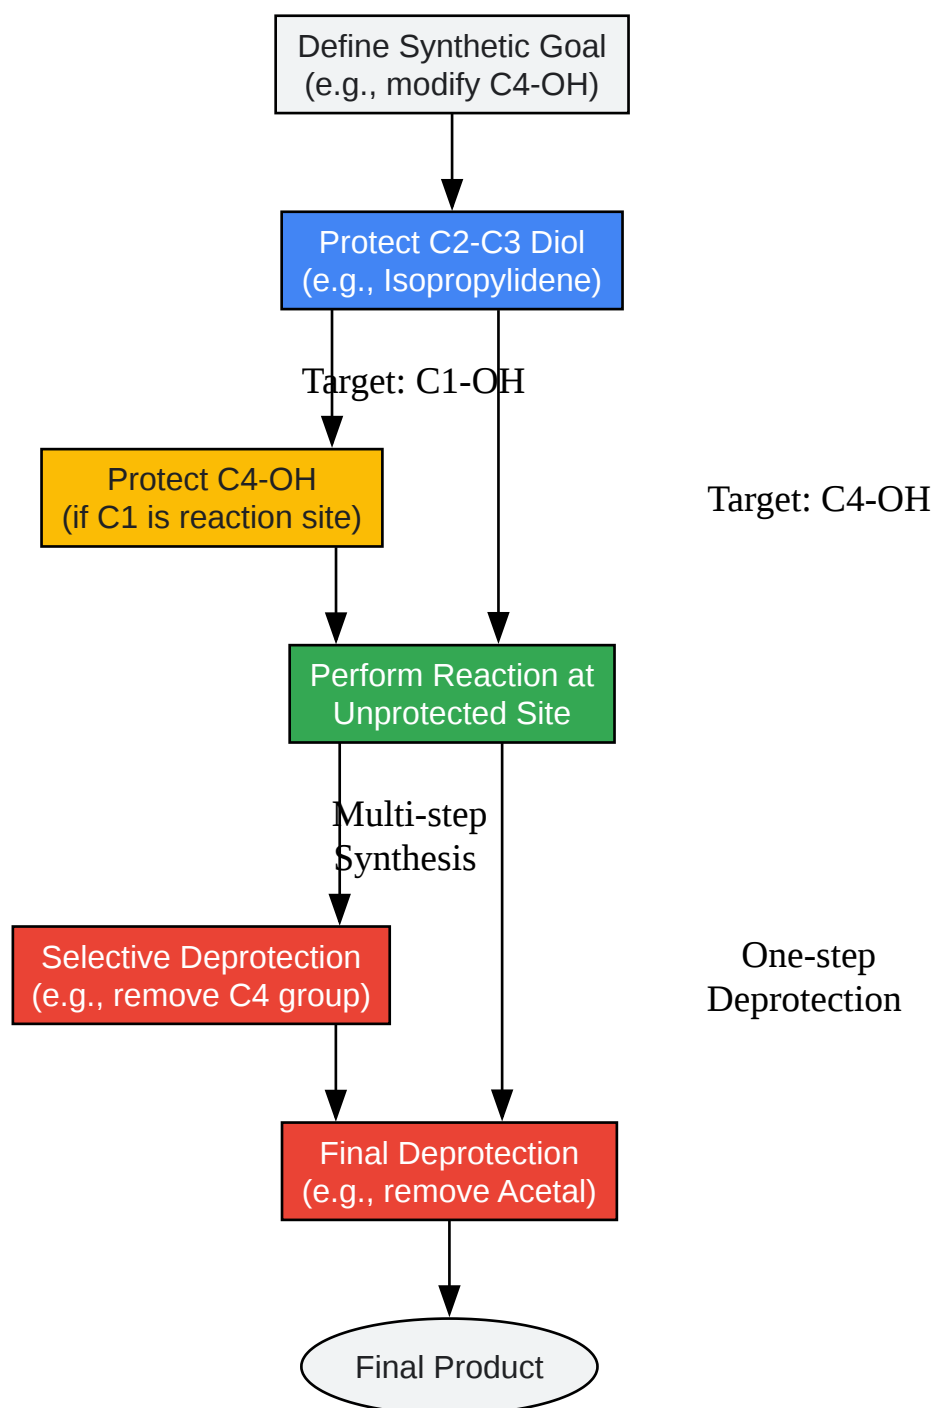 Define Synthetic Goal
(e.g., modify C4-OH)
Protect C2-C3 Diol
(e.g., Isopropylidene)
Target: C1-OH
Protect C4-OH
(if C1 is reaction site)
Target: C4-OH
Perform Reaction at
Unprotected Site
Multi-step
Synthesis
Selective Deprotection
(e.g., remove C4 group)
One-step
Deprotection
Final Deprotection
(e.g., remove Acetal)
Final Product